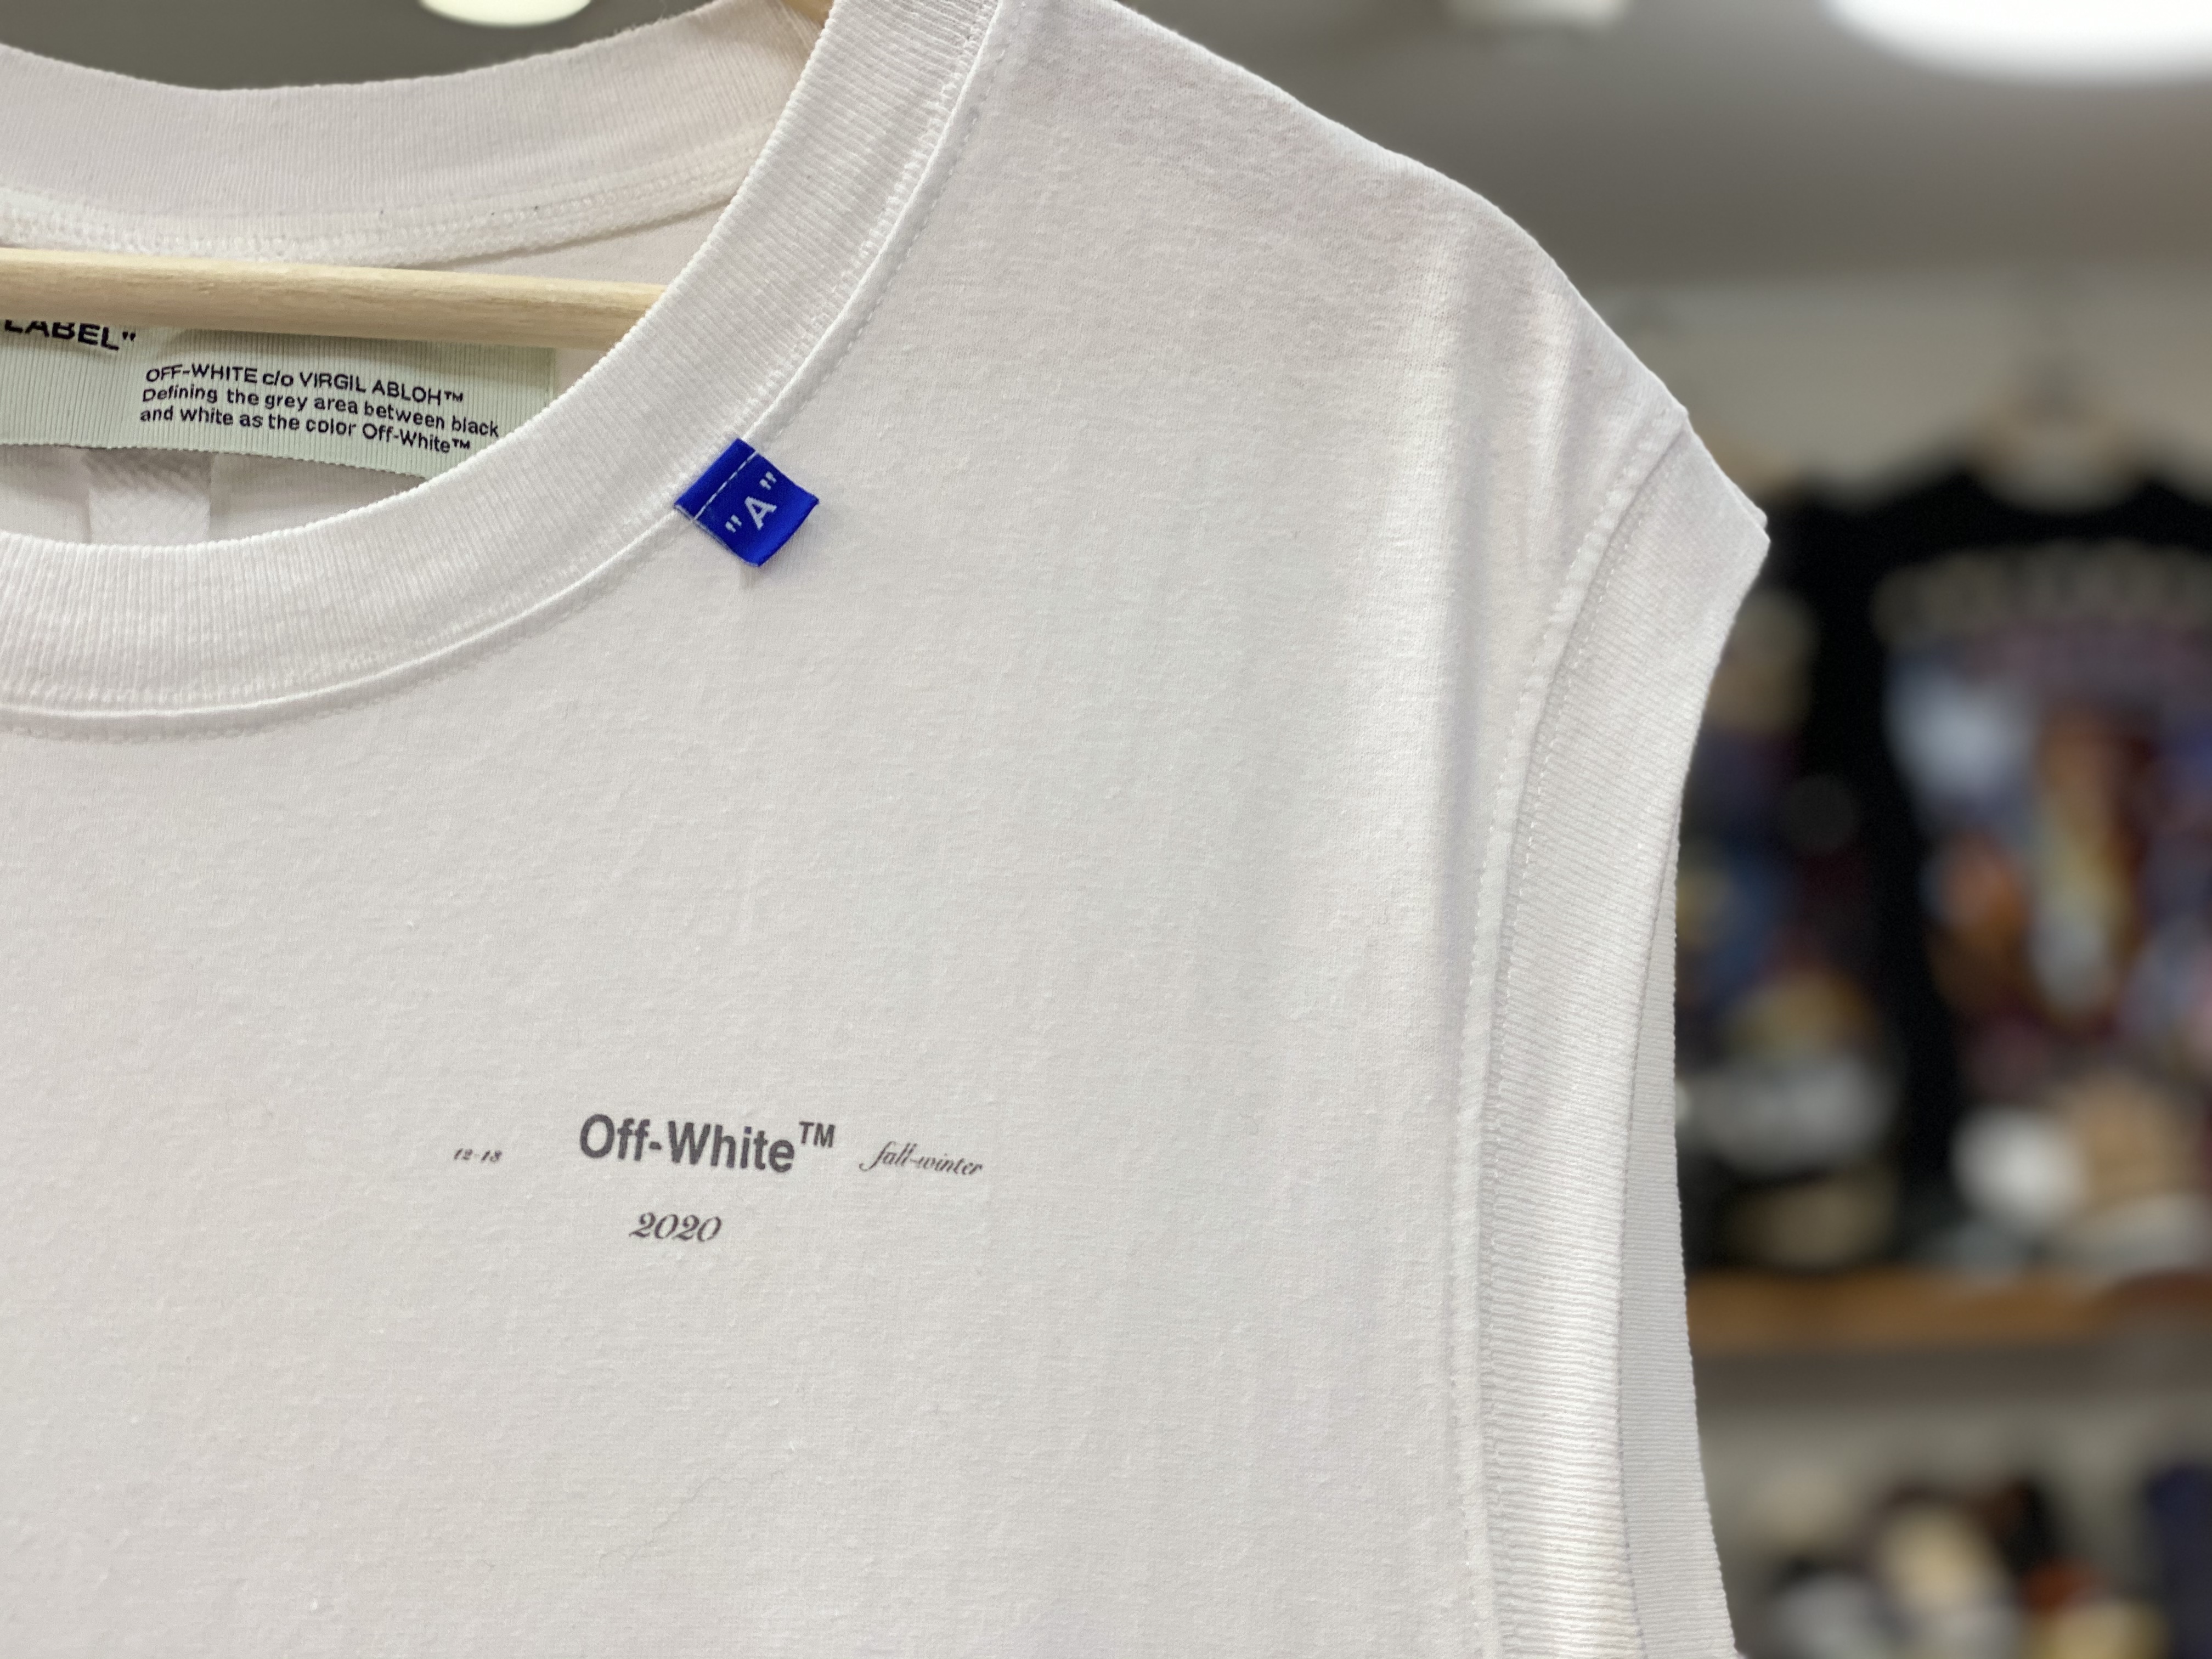 LABEL"
OFF-WHITE c/o VIRGIL ABLOH™
Defining the grey area between black
and white as the color Off-White™
"A"
12-18 Off-White™ fall-winter
2020